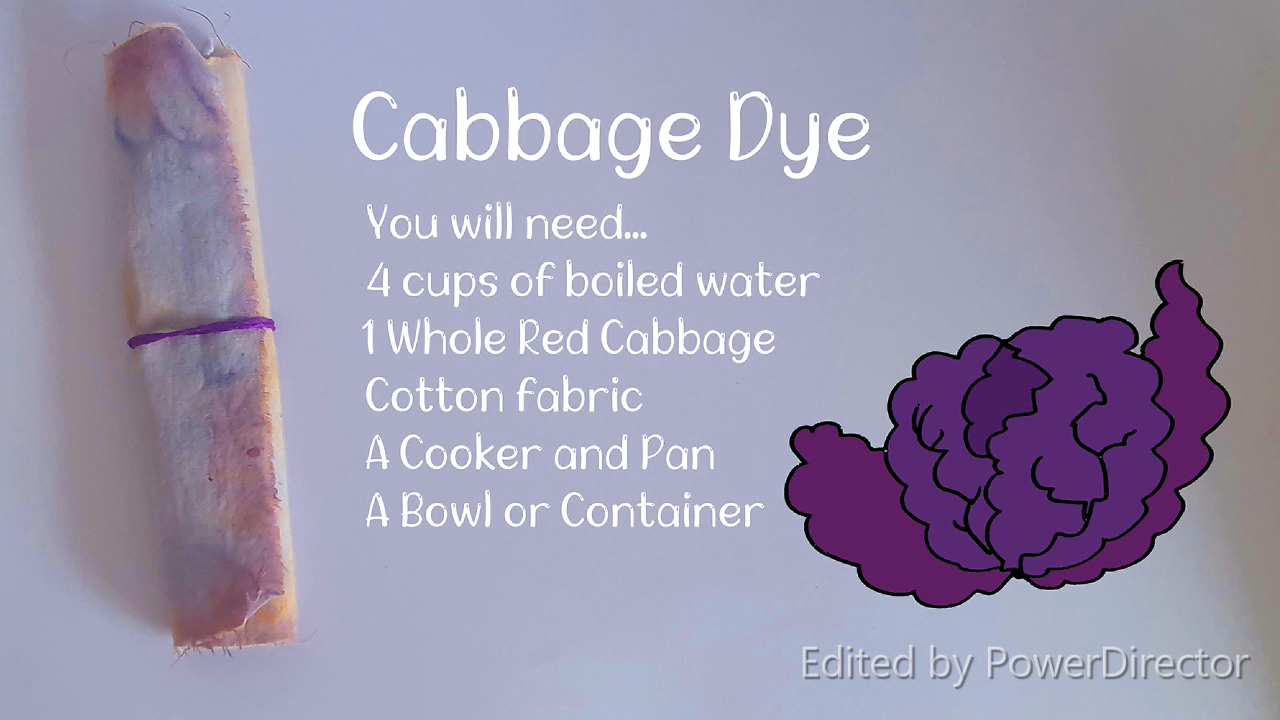 Cabbage Dye
You will need...
4 cups of boiled water
1 Whole Red Cabbage
Cotton fabric
A Cooker and Pan
A Bowl or Container
Edited by PowerDirector